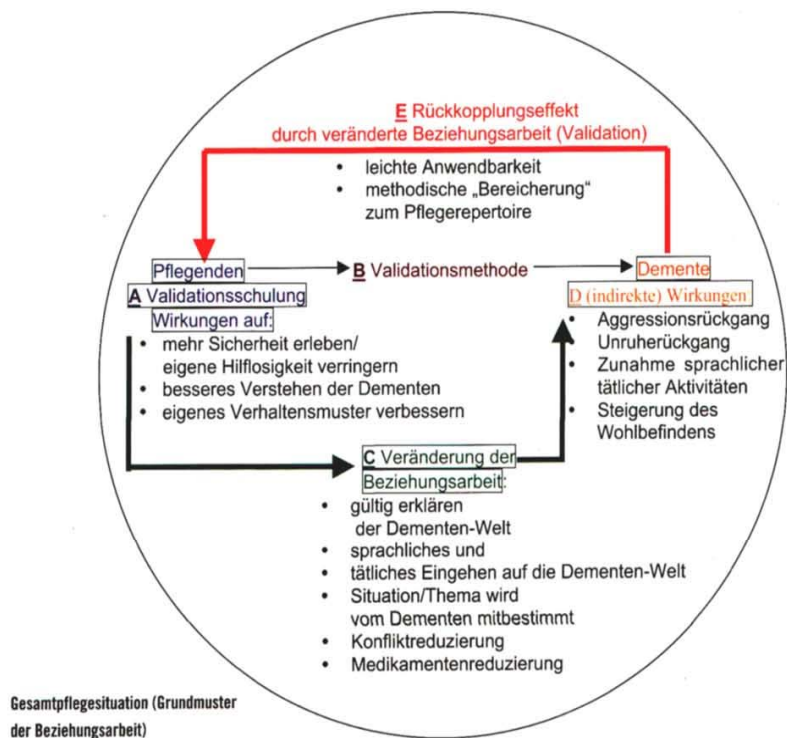 E Rückkopplungseffekt
durch veränderte Beziehungsarbeit (Validation)
• leichte Anwendbarkeit
• methodische „Bereicherung“
zum Pflegerepertoire
Pflegenden
B Validationsmethode
Demente
A Validationsschulung
Wirkungen auf:
• mehr Sicherheit erleben/
eigene Hilflosigkeit verringern
• besseres Verstehen der Dementen
• eigenes Verhaltensmuster verbessern
D (indirekte) Wirkungen
• Aggressionsrückgang
• Unruherückgang
• Zunahme sprachlicher
tätlicher Aktivitäten
• Steigerung des
Wohlbefindens
C Veränderung der
Beziehungsarbeit:
• gültig erklären
der Dementen-Welt
• sprachliches und
• tätliches Eingehen auf die Dementen-Welt
• Situation/Thema wird
vom Dementen mitbestimmt
• Konfliktreduzierung
• Medikamentenreduzierung
Gesamtpflegesituation (Grundmuster
der Beziehungsarbeit)